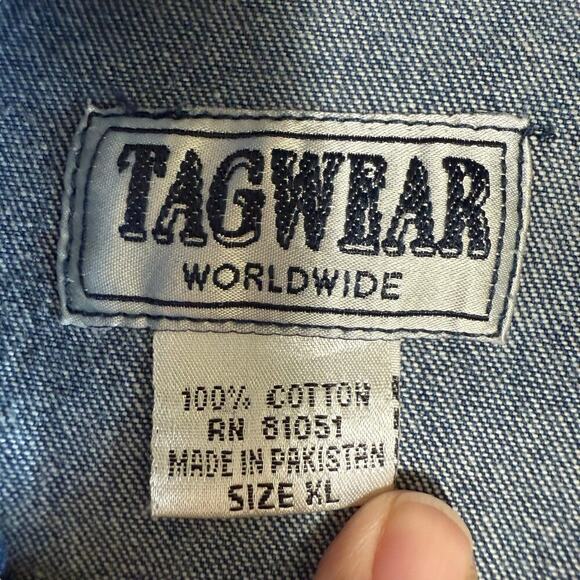 TAGWEAR
WORLDWIDE
100% COTTON
RN 81051
MADE IN PAKISTAN
SIZE XL